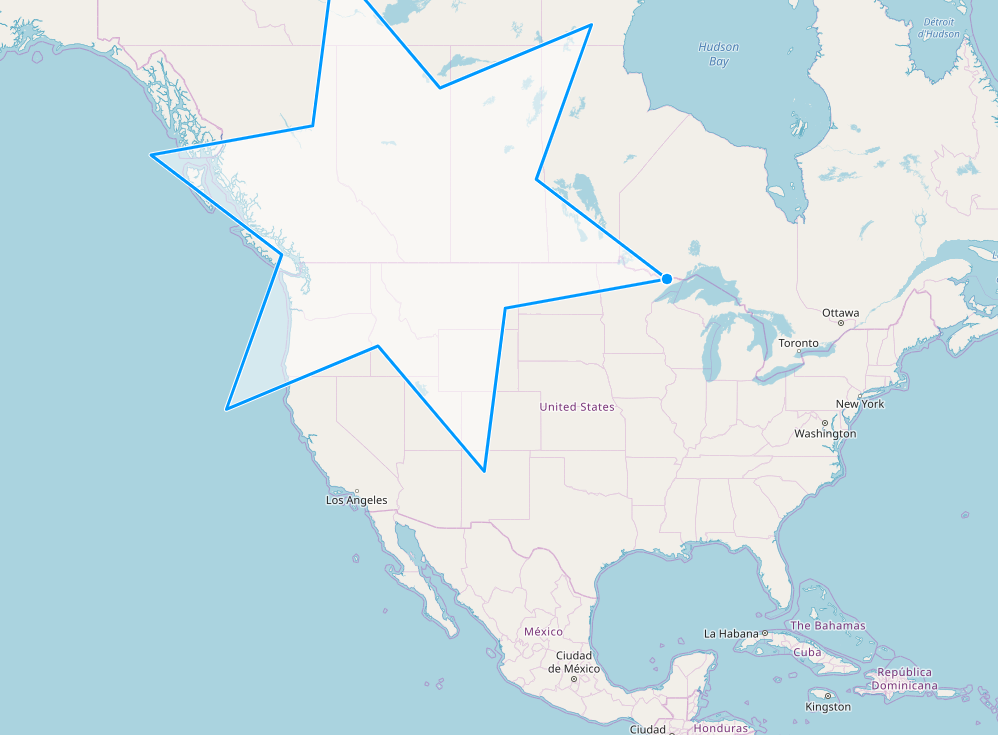 Détroit
d'Hudson
Hudson
Bay
Ottawa
Toronto
United States
New York
Washington
Los Angeles
The Bahamas
México
La Habana
Cuba
Ciudad
de México
República
Dominicana
Kingston
Ciudad
Honduras